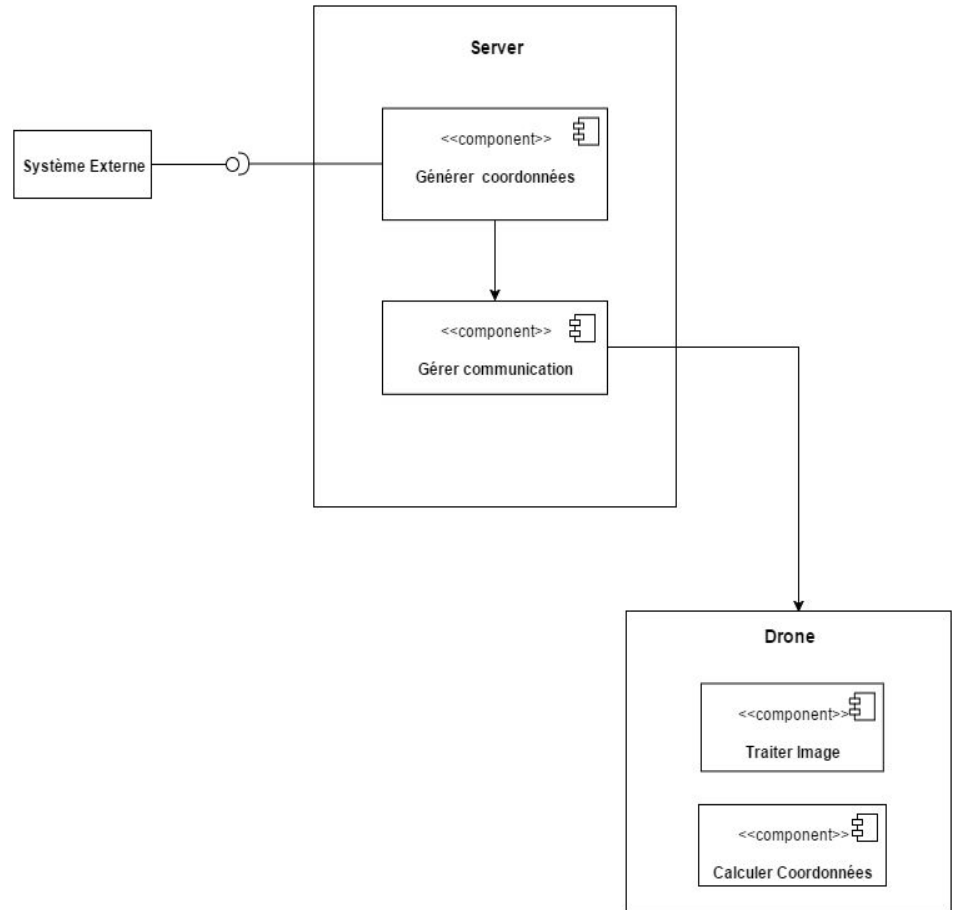 Server
<<component>>
Générer coordonnées
Système Externe
<<component>>
Gérer communication
Drone
<<component>>
Traiter Image
<<component>>
Calculer Coordonnées